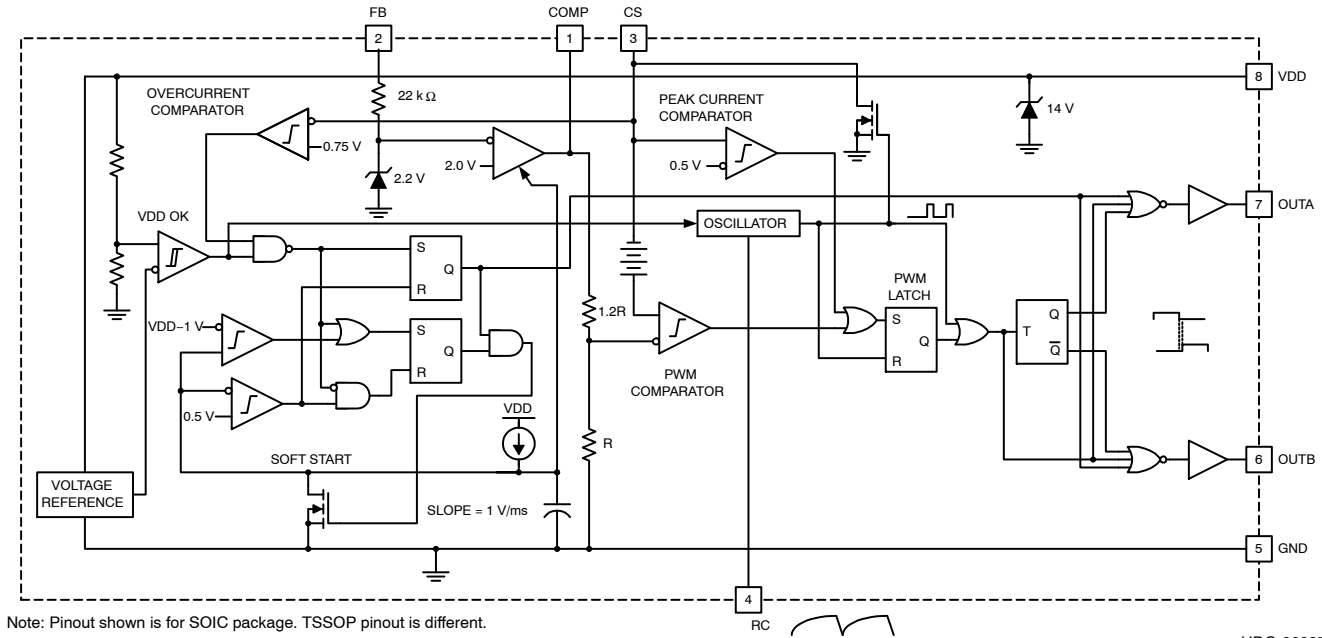 FB
COMP
CS
2
1
3
8
VDD
OVERCURRENT
COMPARATOR
22 kΩ
PEAK CURRENT
COMPARATOR
14 V
0.75 V
2.0 V
0.5 V
2.2 V
VDD OK
OSCILLATOR
7
OUTA
S
Q
R
PWM
LATCH
1.2R
VDD–1 V
S
Q
R
S
Q
R
T
Q
Q̅
PWM
COMPARATOR
0.5 V
VDD
R
SOFT START
6
OUTB
VOLTAGE
REFERENCE
SLOPE = 1 V/ms
5
GND
4
RC
Note: Pinout shown is for SOIC package. TSSOP pinout is different.